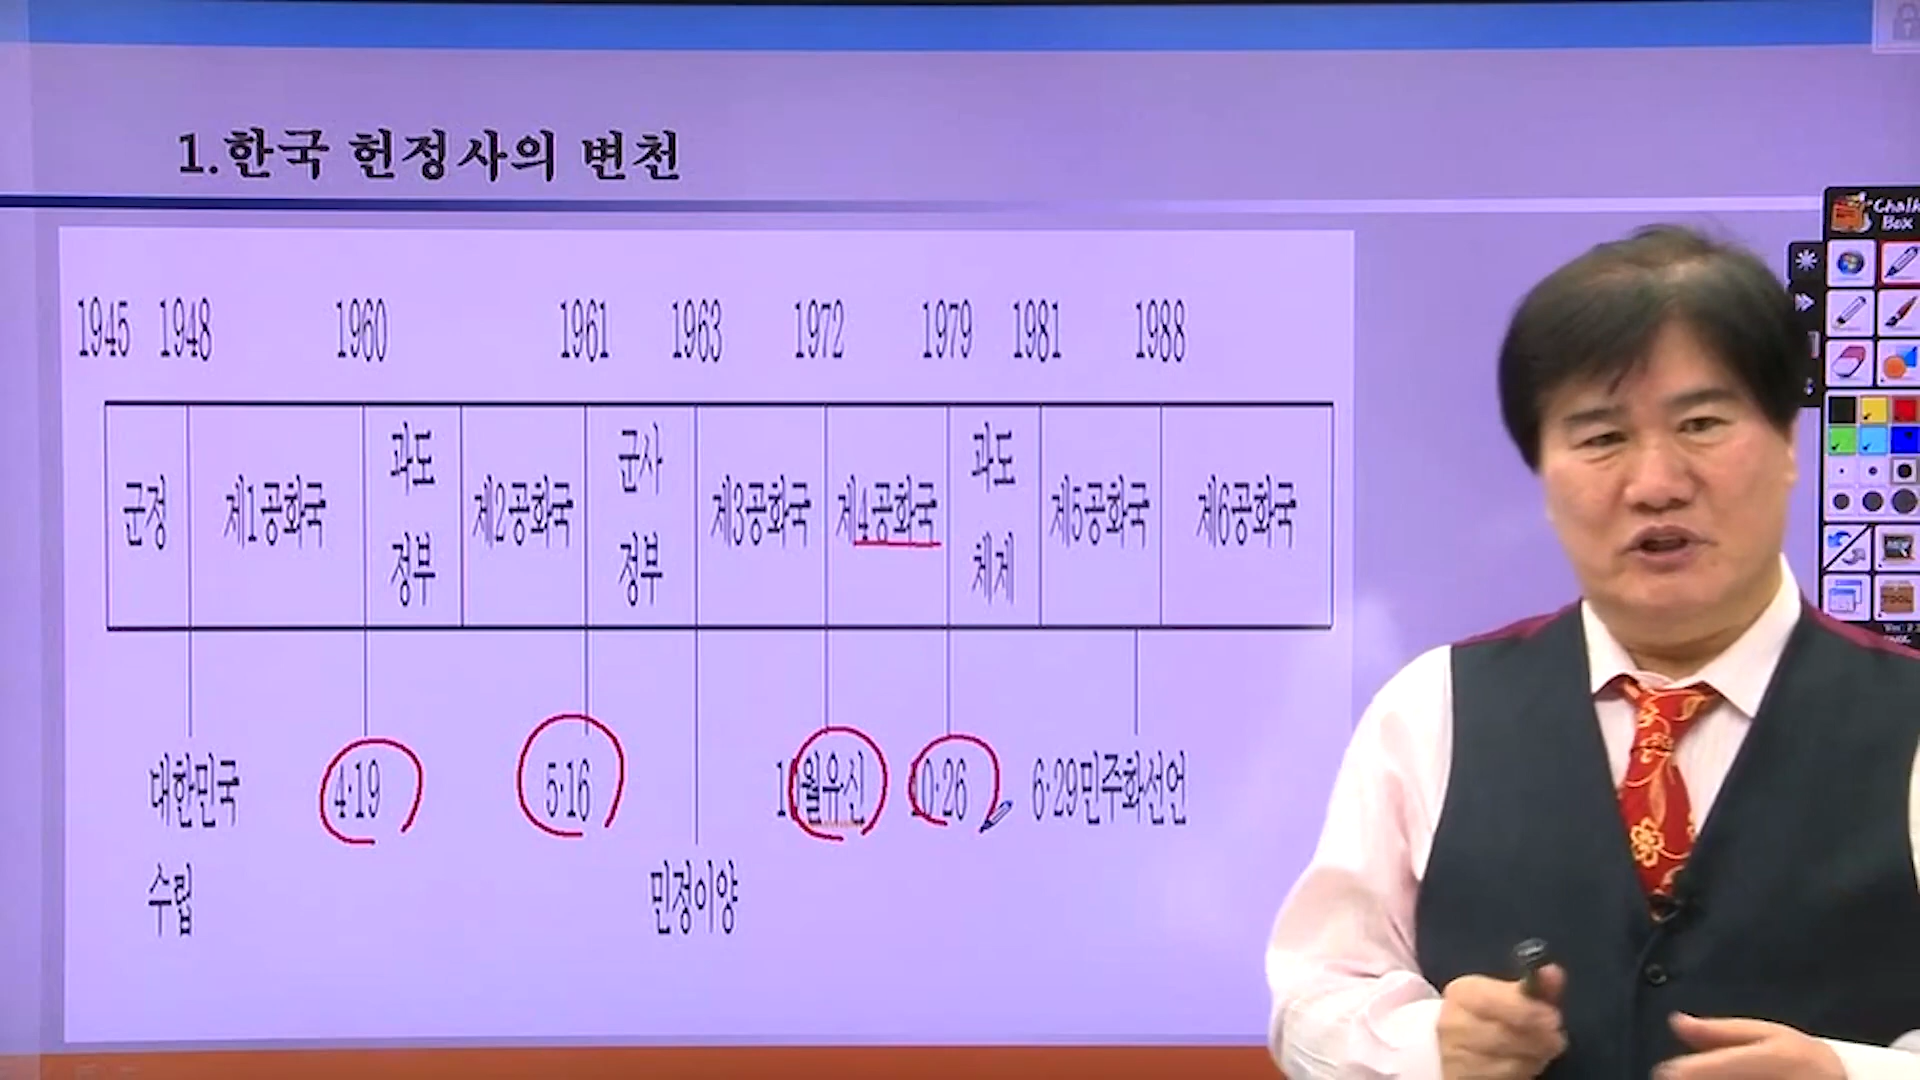 1.한국 헌정사의 변천
1945 1948 1960 1961 1963 1972 1979 1981 1988
군정 제1공화국 과도 정부 제2공화국 군사 정부 제3공화국 제4공화국 과도 체제 제5공화국 제6공화국
대한민국 4·19 5·16 10월유신 10·26 6·29민주화선언
수립 민정이양
Chalk
Box
TOOL